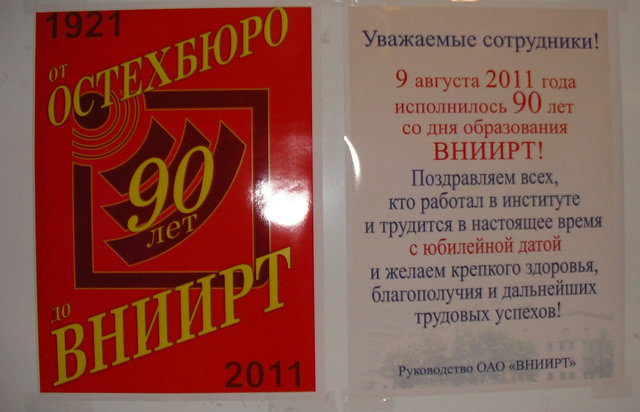 1921
от
ОСТЕХБЮРО
90
лет
до
ВНИИРТ
2011
Уважаемые сотрудники!
9 августа 2011 года
исполнилось 90 лет
со дня образования
ВНИИРТ!
Поздравляем всех,
кто работал в институте
и трудится в настоящее время
с юбилейной датой
и желаем крепкого здоровья,
благополучия и дальнейших
трудовых успехов!
Руководство ОАО «ВНИИРТ»